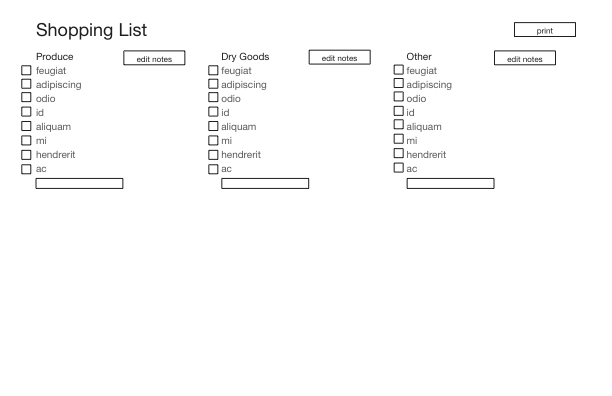 Shopping List
print
Produce
edit notes
feugiat
adipiscing
odio
id
aliquam
mi
hendrerit
ac
Dry Goods
edit notes
feugiat
adipiscing
odio
id
aliquam
mi
hendrerit
ac
Other
edit notes
feugiat
adipiscing
odio
id
aliquam
mi
hendrerit
ac